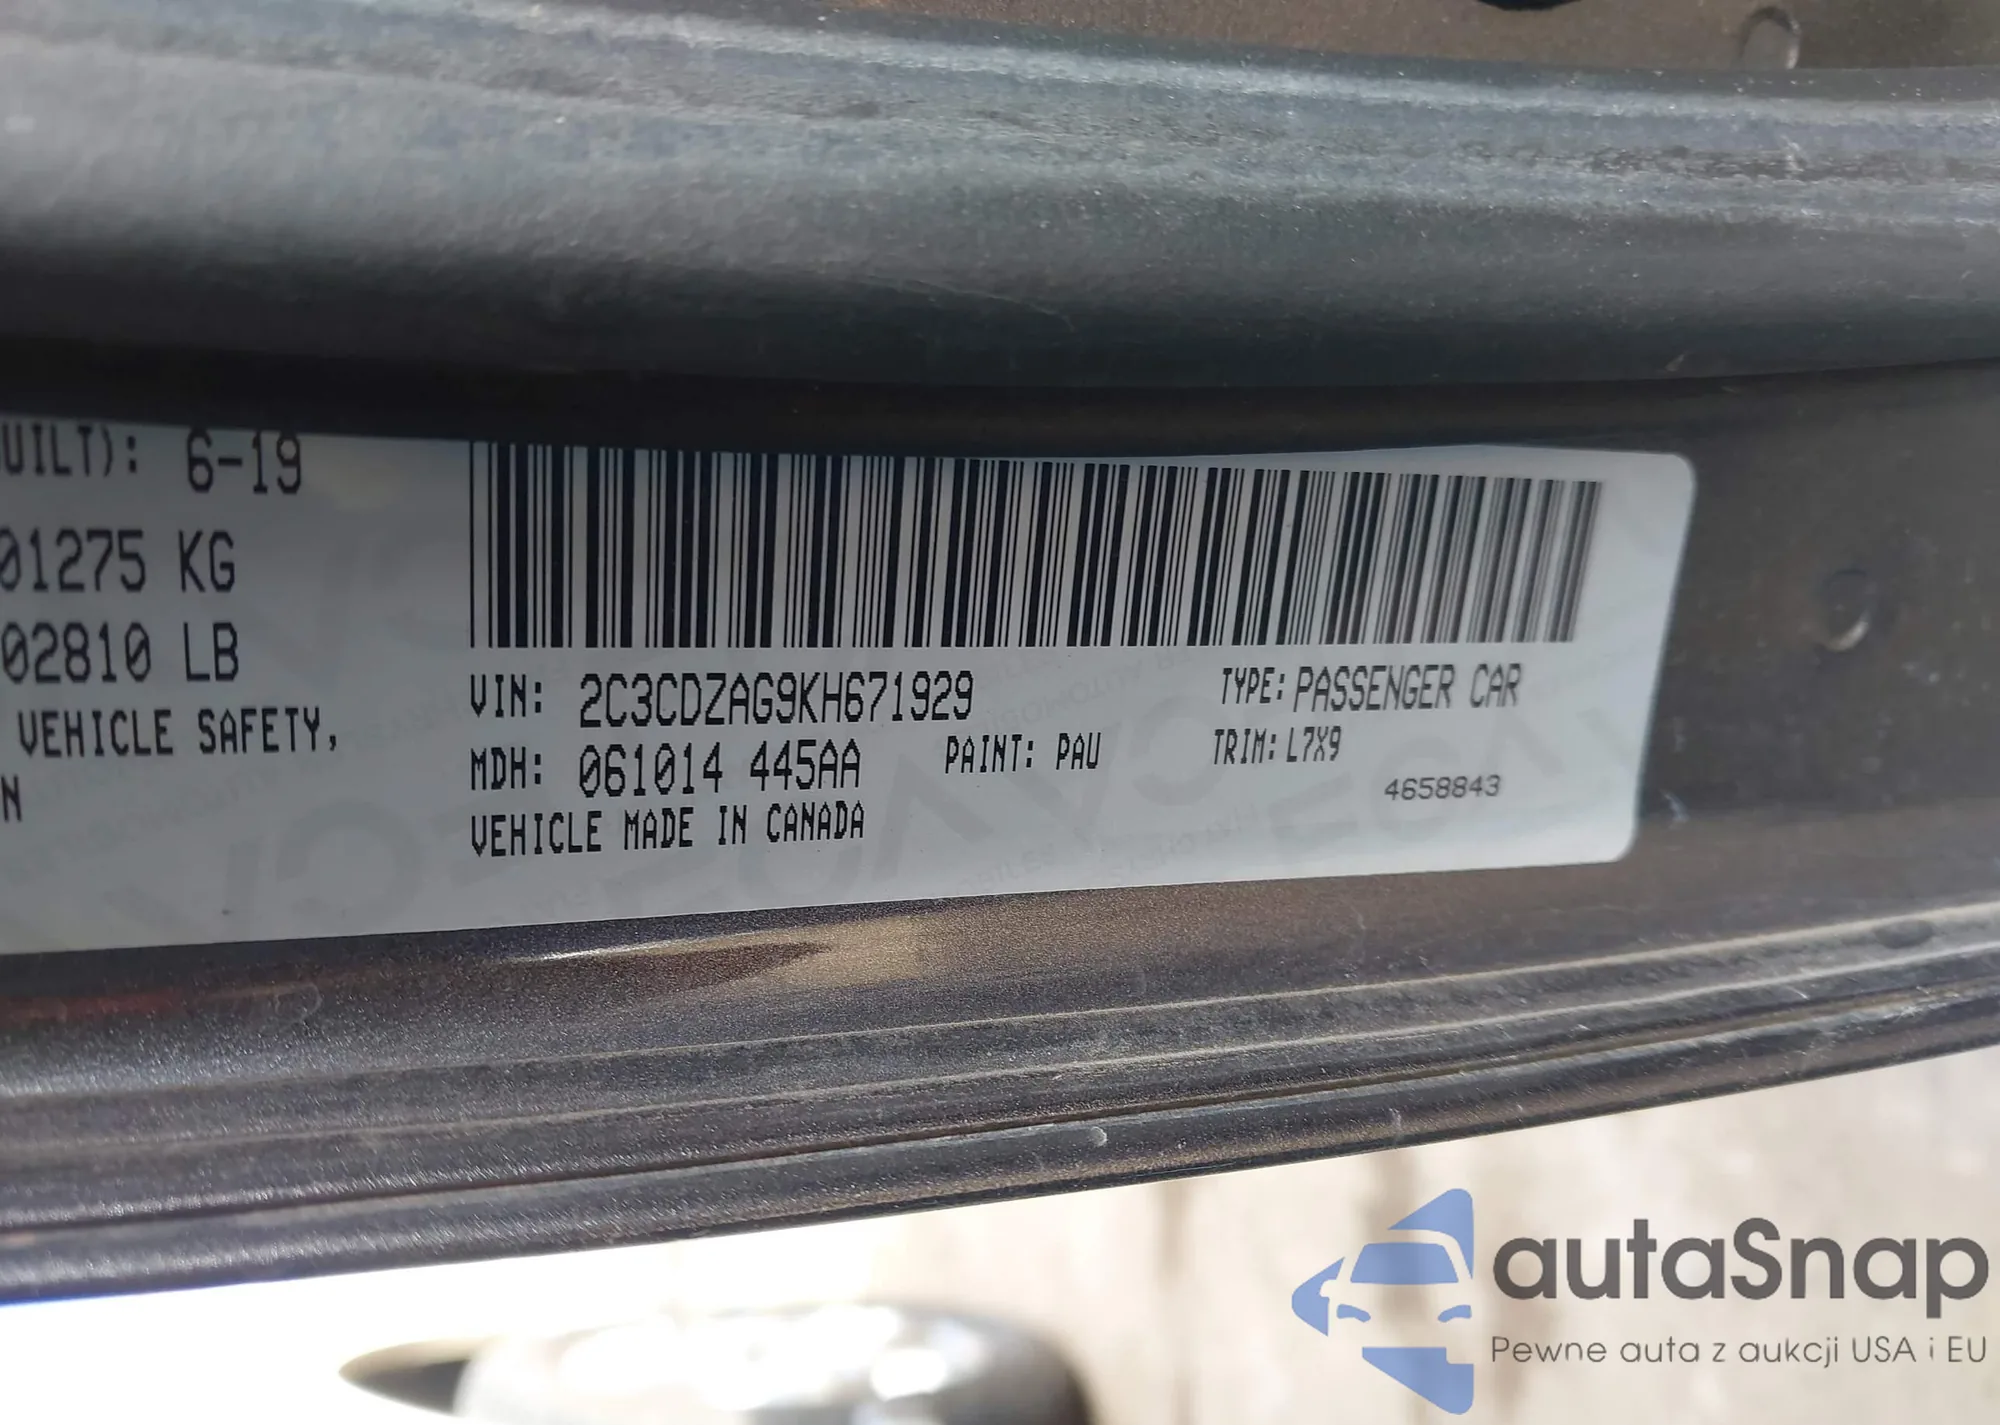 UILT): 6-19
01275 KG
02810 LB
VEHICLE SAFETY,
N
VIN: 2C3CDZAG9KH671929
TYPE: PASSENGER CAR
MDH: 061014 445AA
PAINT: PAU
TRIM: L7X9
VEHICLE MADE IN CANADA
4658843
autaSnap
Pewne auta z aukcji USA i EU